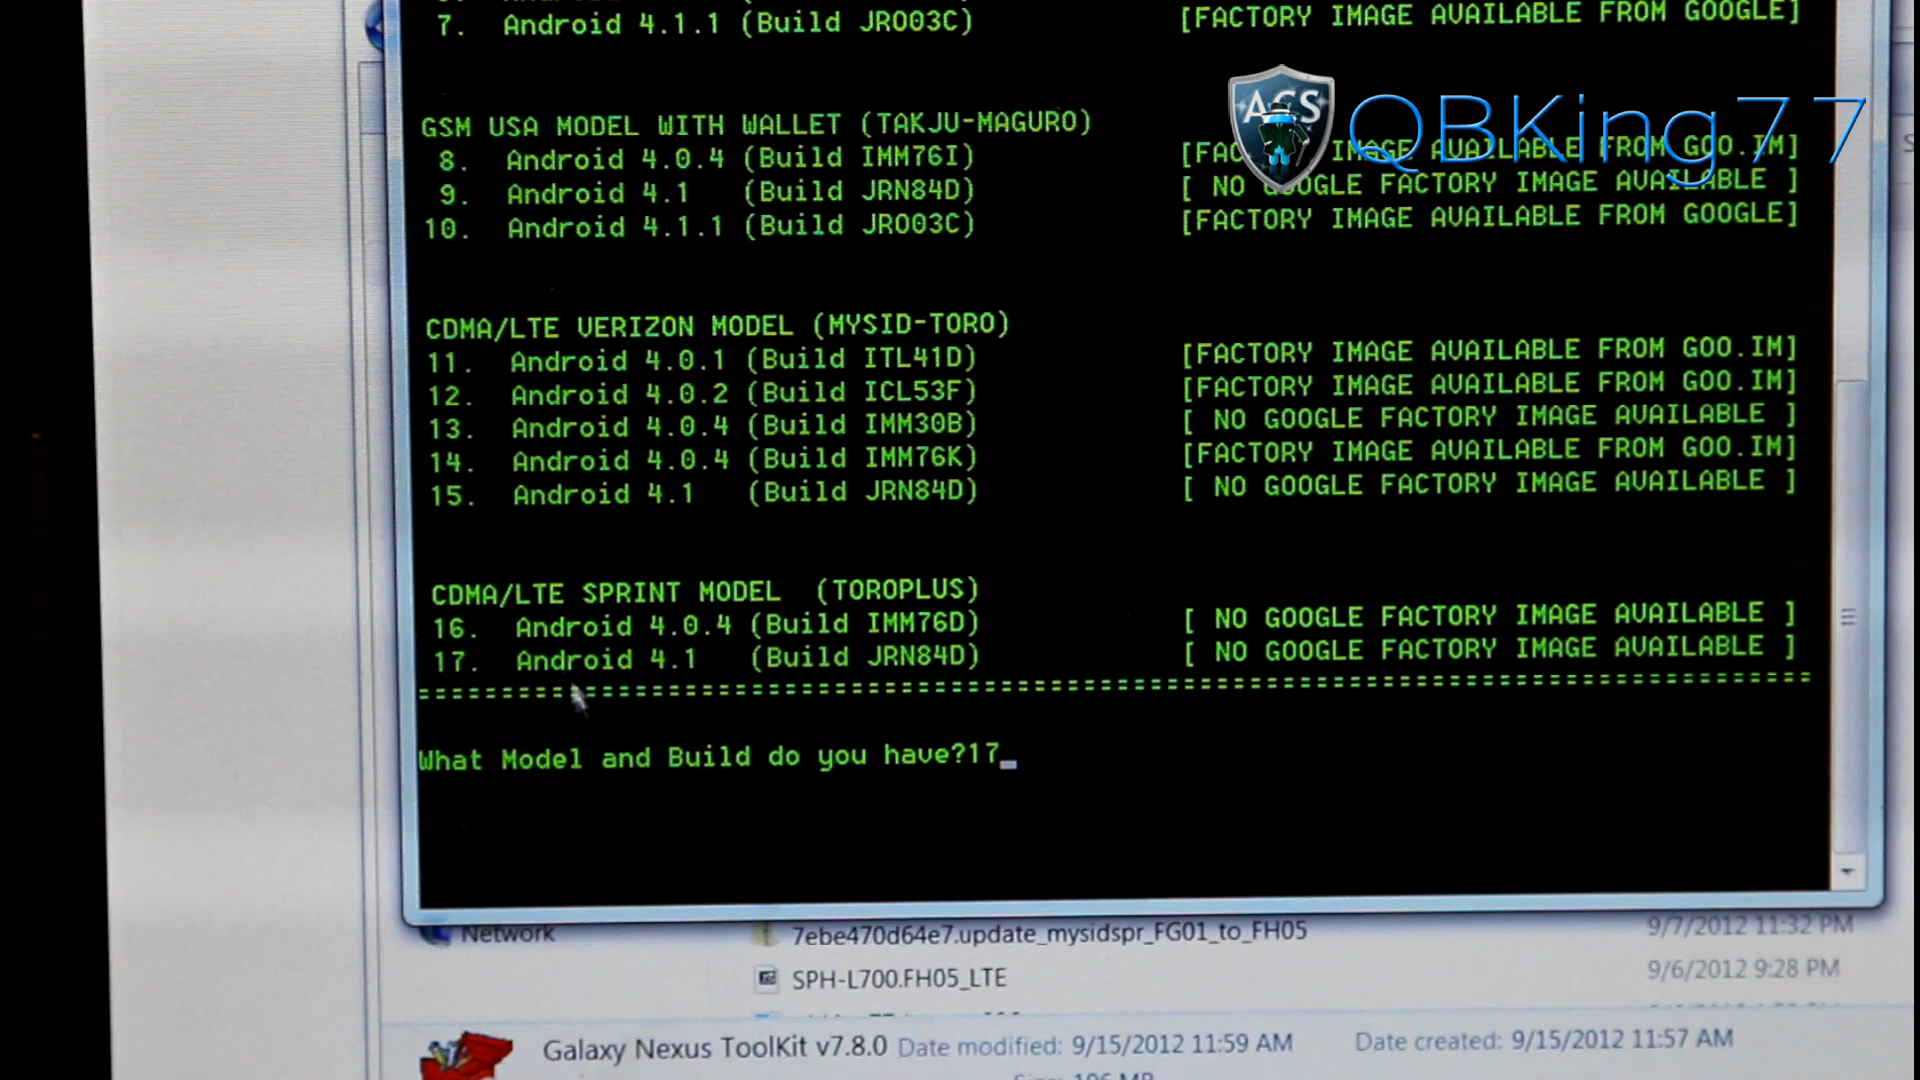 7. Android 4.1.1 (Build JRO03C) [FACTORY IMAGE AVAILABLE FROM GOOGLE]
ACS QBKing77
GSM USA MODEL WITH WALLET (TAKJU-MAGURO)
8. Android 4.0.4 (Build IMM76I) [FAC IMAGE AVAILABLE FROM GOO.IM]
9. Android 4.1 (Build JRN84D) [ NO GOOGLE FACTORY IMAGE AVAILABLE ]
10. Android 4.1.1 (Build JRO03C) [FACTORY IMAGE AVAILABLE FROM GOOGLE]
CDMA/LTE VERIZON MODEL (MYSID-TORO)
11. Android 4.0.1 (Build ITL41D) [FACTORY IMAGE AVAILABLE FROM GOO.IM]
12. Android 4.0.2 (Build ICL53F) [FACTORY IMAGE AVAILABLE FROM GOO.IM]
13. Android 4.0.4 (Build IMM30B) [ NO GOOGLE FACTORY IMAGE AVAILABLE ]
14. Android 4.0.4 (Build IMM76K) [FACTORY IMAGE AVAILABLE FROM GOO.IM]
15. Android 4.1 (Build JRN84D) [ NO GOOGLE FACTORY IMAGE AVAILABLE ]
CDMA/LTE SPRINT MODEL (TOROPLUS)
16. Android 4.0.4 (Build IMM76D) [ NO GOOGLE FACTORY IMAGE AVAILABLE ]
17. Android 4.1 (Build JRN84D) [ NO GOOGLE FACTORY IMAGE AVAILABLE ]
What Model and Build do you have?17_
Network 7ebe470d64e7.update_mysidspr_FG01_to_FH05 9/7/2012 11:32 PM
SPH-L700.FH05_LTE 9/6/2012 9:28 PM
Galaxy Nexus ToolKit v7.8.0 Date modified: 9/15/2012 11:59 AM Date created: 9/15/2012 11:57 AM